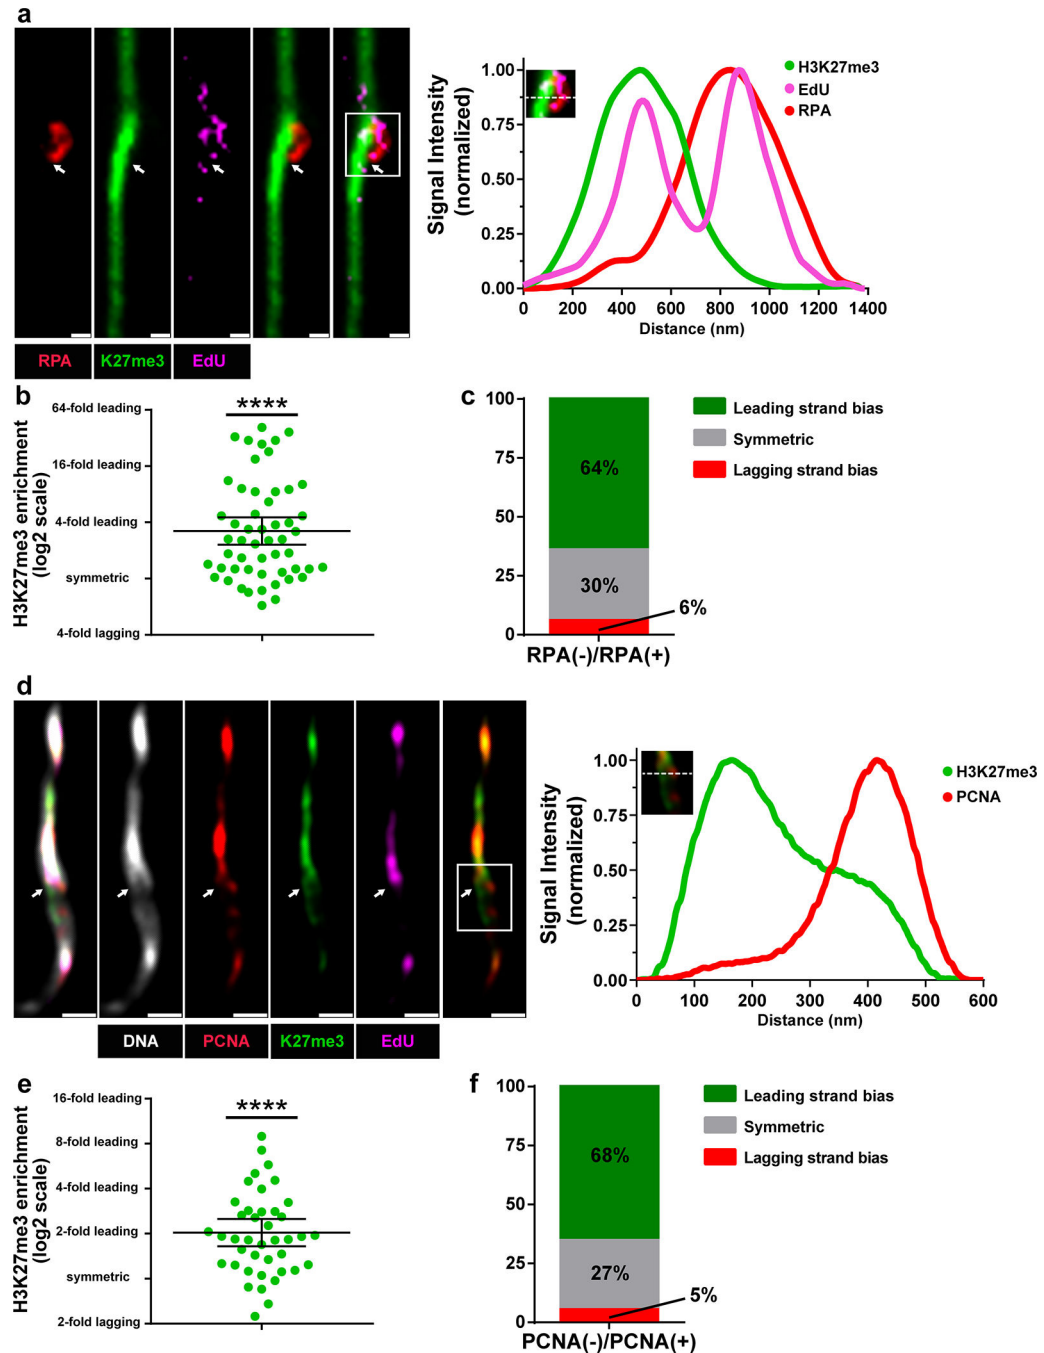 a
RPA
K27me3
EdU
Signal Intensity
(normalized)
1.00
0.75
0.50
0.25
0.00
0
200
400
600
800
1000
1200
1400
Distance (nm)
H3K27me3
EdU
RPA
b
H3K27me3 enrichment
(log2 scale)
64-fold leading
16-fold leading
4-fold leading
symmetric
4-fold lagging
****
c
100
75
50
25
0
64%
30%
6%
RPA(-)/RPA(+)
Leading strand bias
Symmetric
Lagging strand bias
d
DNA
PCNA
K27me3
EdU
Signal Intensity
(normalized)
1.00
0.75
0.50
0.25
0.00
0
100
200
300
400
500
600
Distance (nm)
H3K27me3
PCNA
e
H3K27me3 enrichment
(log2 scale)
16-fold leading
8-fold leading
4-fold leading
2-fold leading
symmetric
2-fold lagging
****
f
100
75
50
25
0
68%
27%
5%
PCNA(-)/PCNA(+)
Leading strand bias
Symmetric
Lagging strand bias